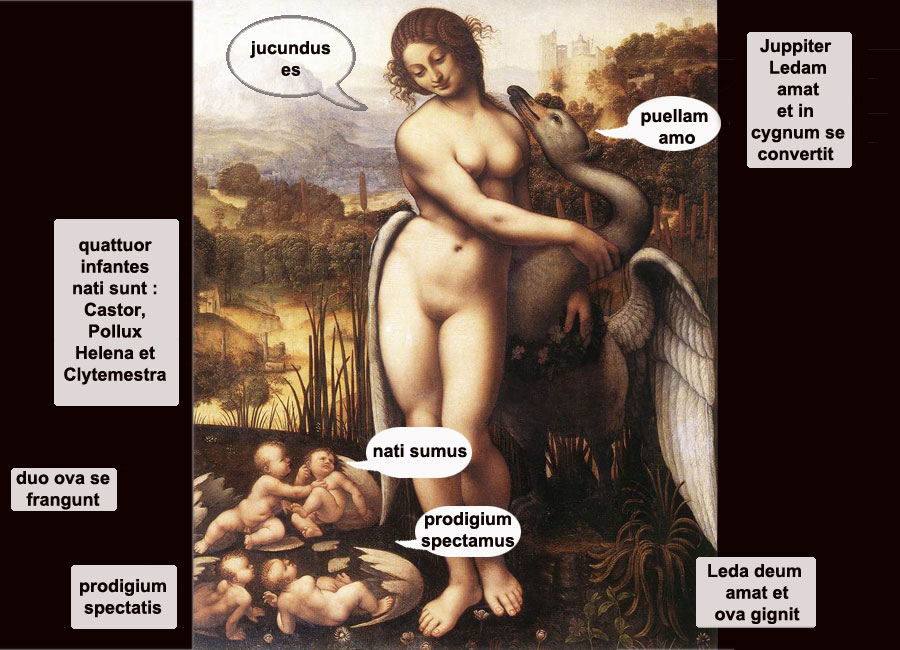 jucundus
es
puellam
amo
Juppiter
Ledam
amat
et in
cygnum se
convertit
quattuor
infantes
nati sunt :
Castor,
Pollux
Helena et
Clytemestra
nati sumus
duo ova se
frangunt
prodigium
spectamus
prodigium
spectatis
Leda deum
amat et
ova gignit